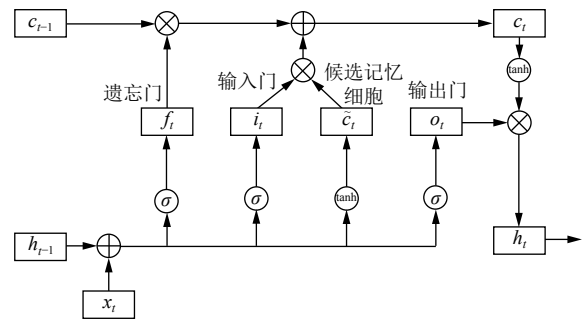 c_{t−1}
c_t
tanh
输入门
候选记忆
细胞
遗忘门
输出门
f_t
i_t
c̃_t
o_t
σ
σ
tanh
σ
h_{t−1}
h_t
x_t